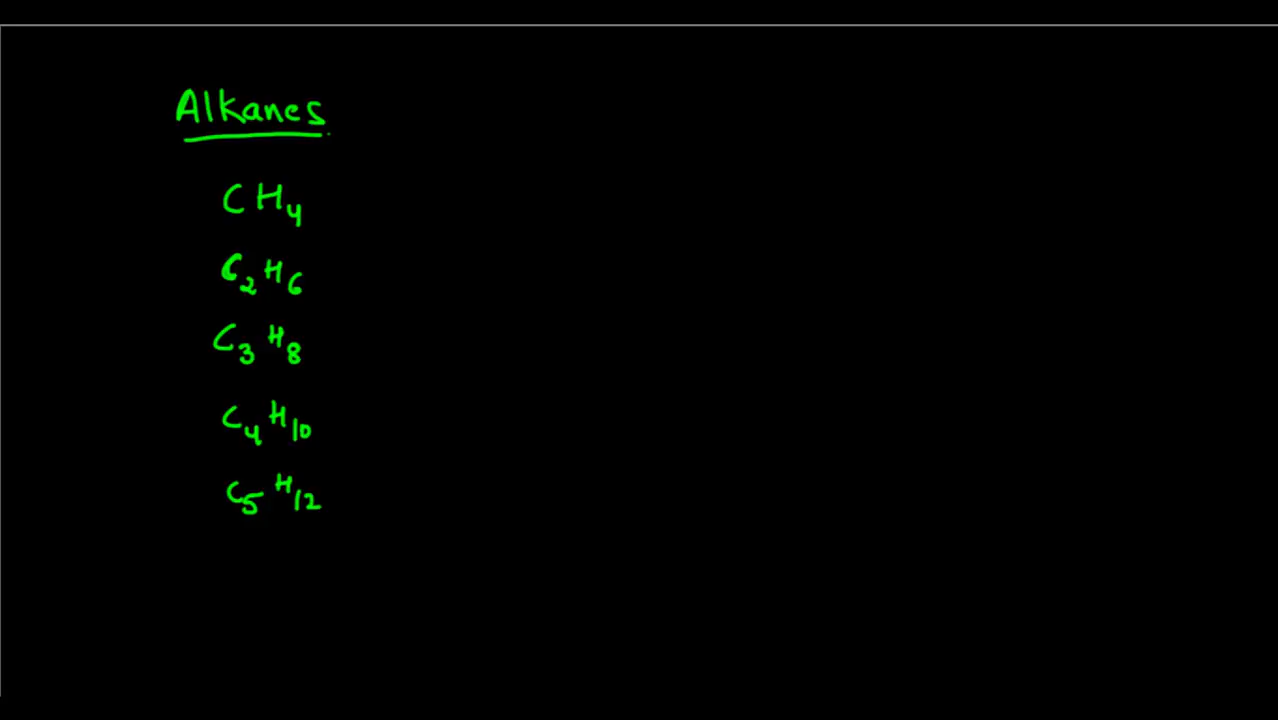 Alkanes
CH₄
C₂H₆
C₃H₈
C₄H₁₀
C₅H₁₂